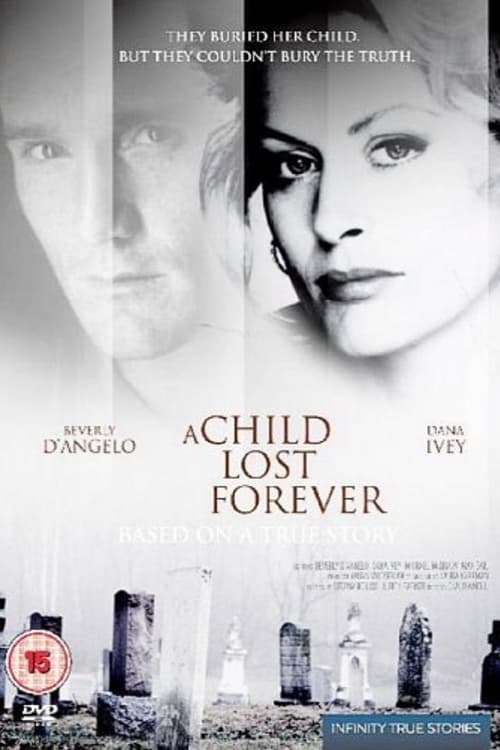 THEY BURIED HER CHILD.
BUT THEY COULDN'T BURY THE TRUTH.
BEVERLY
D'ANGELO
DANA
IVEY
A CHILD
LOST
FOREVER
BASED ON A TRUE STORY
15
DVD
INFINITY TRUE STORIES